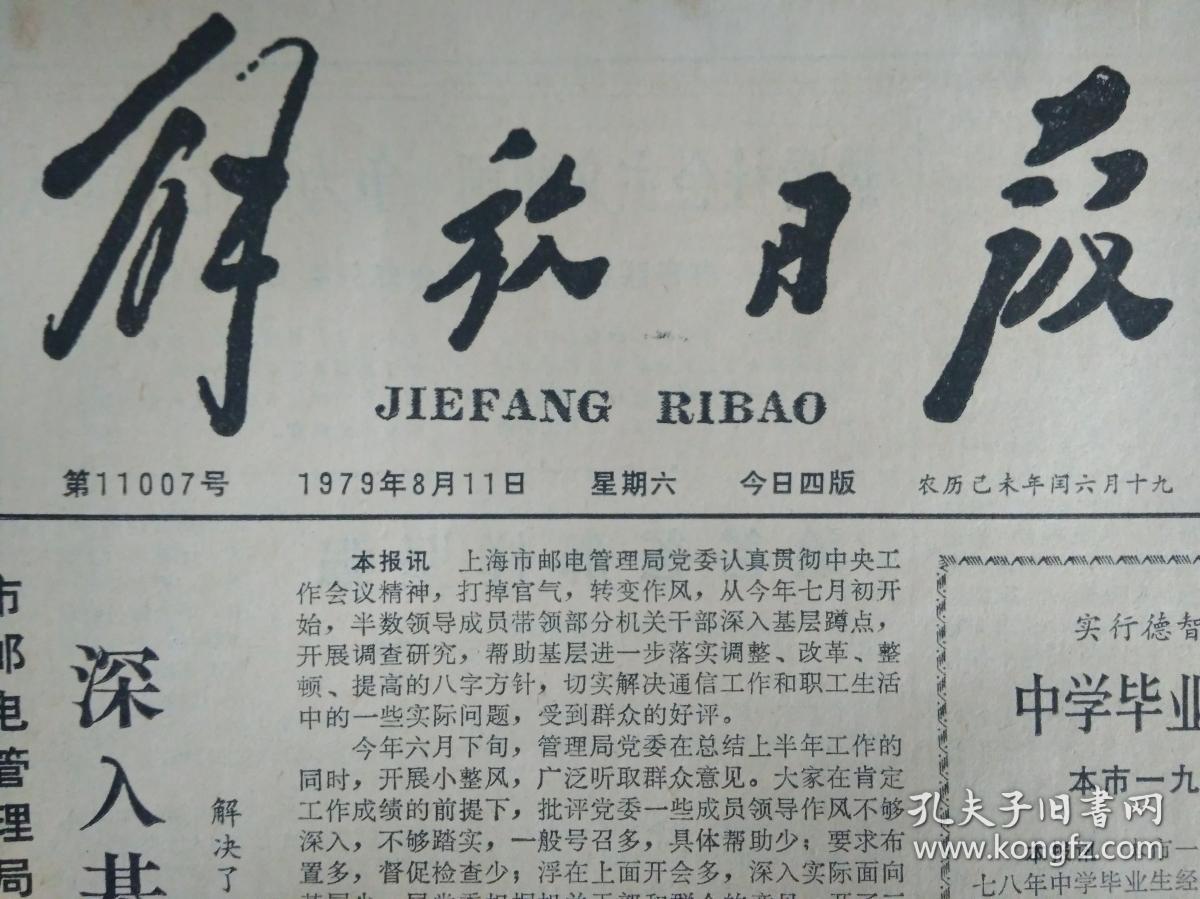 解放日报
JIEFANG RIBAO
第11007号 1979年8月11日 星期六 今日四版 农历己未年闰六月十九
市邮电管理局
深入基
解决了
本报讯 上海市邮电管理局党委认真贯彻中央工
作会议精神，打掉官气，转变作风，从今年七月初开
始，半数领导成员带领部分机关干部深入基层蹲点，
开展调查研究，帮助基层进一步落实调整、改革、整
顿、提高的八字方针，切实解决通信工作和职工生活
中的一些实际问题，受到群众的好评。
今年六月下旬，管理局党委在总结上半年工作的
同时，开展小整风，广泛听取群众意见。大家在肯定
工作成绩的前提下，批评党委一些成员领导作风不够
深入，不够踏实，一般号召多，具体帮助少；要求布
置多，督促检查少；浮在上面开会多，深入实际面向
实行德智
中学毕业
本市一九
七八年中学毕业生经
孔夫子旧书网
www.kongfz.com